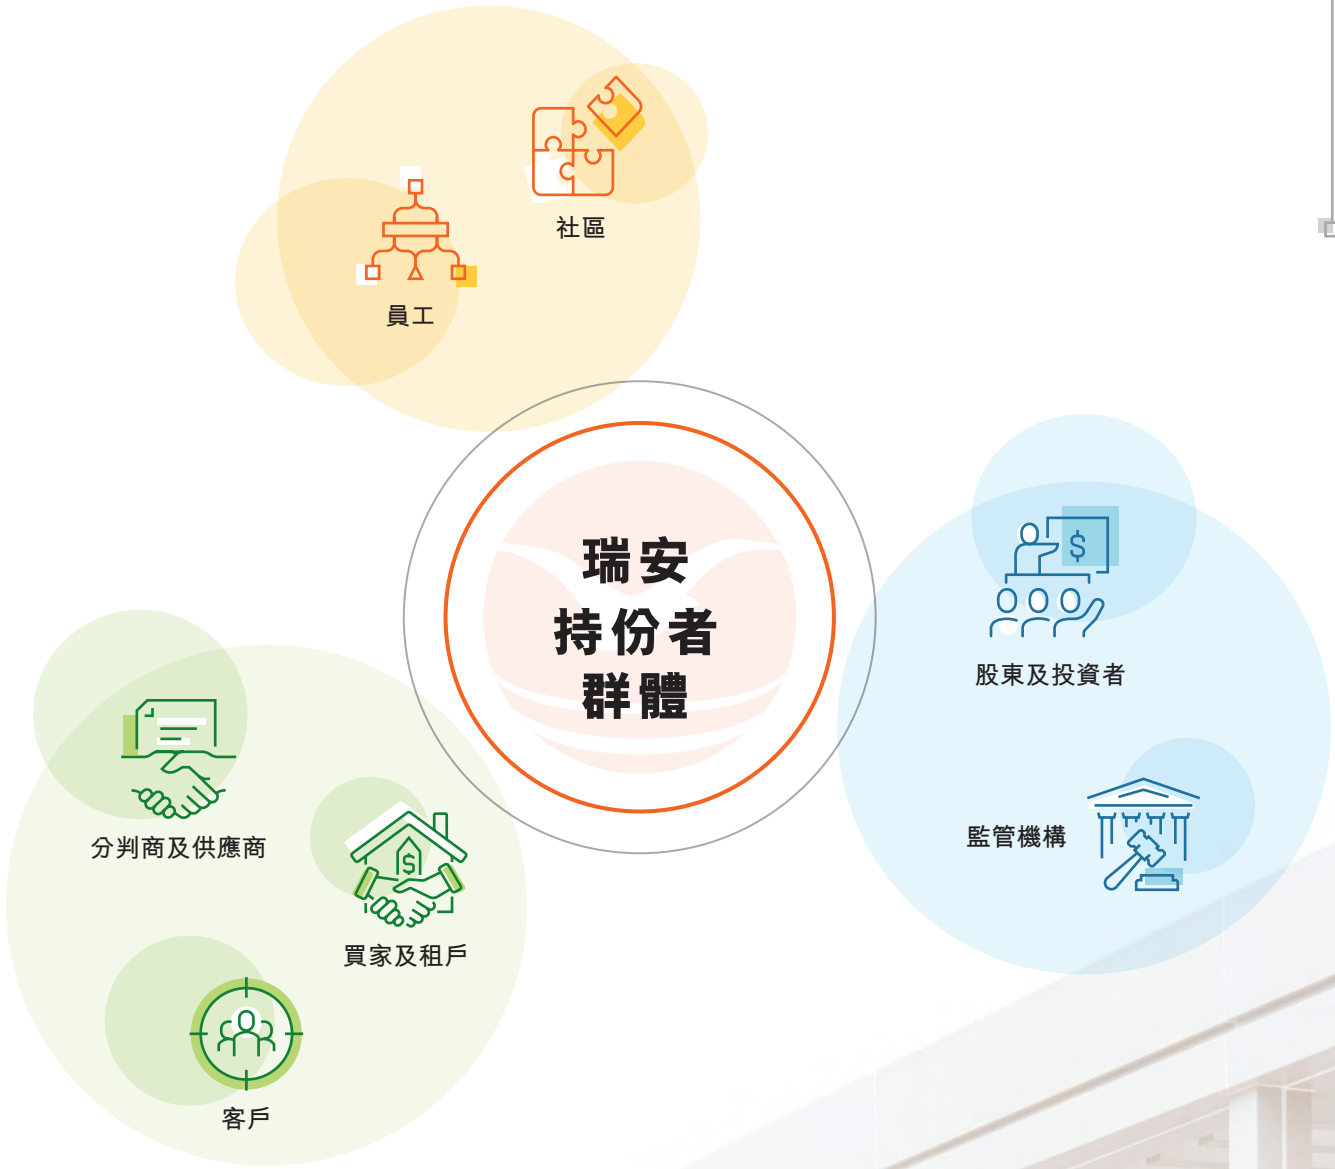 社區
員工
瑞安
持份者
群體
股東及投資者
監管機構
分判商及供應商
買家及租戶
客戶